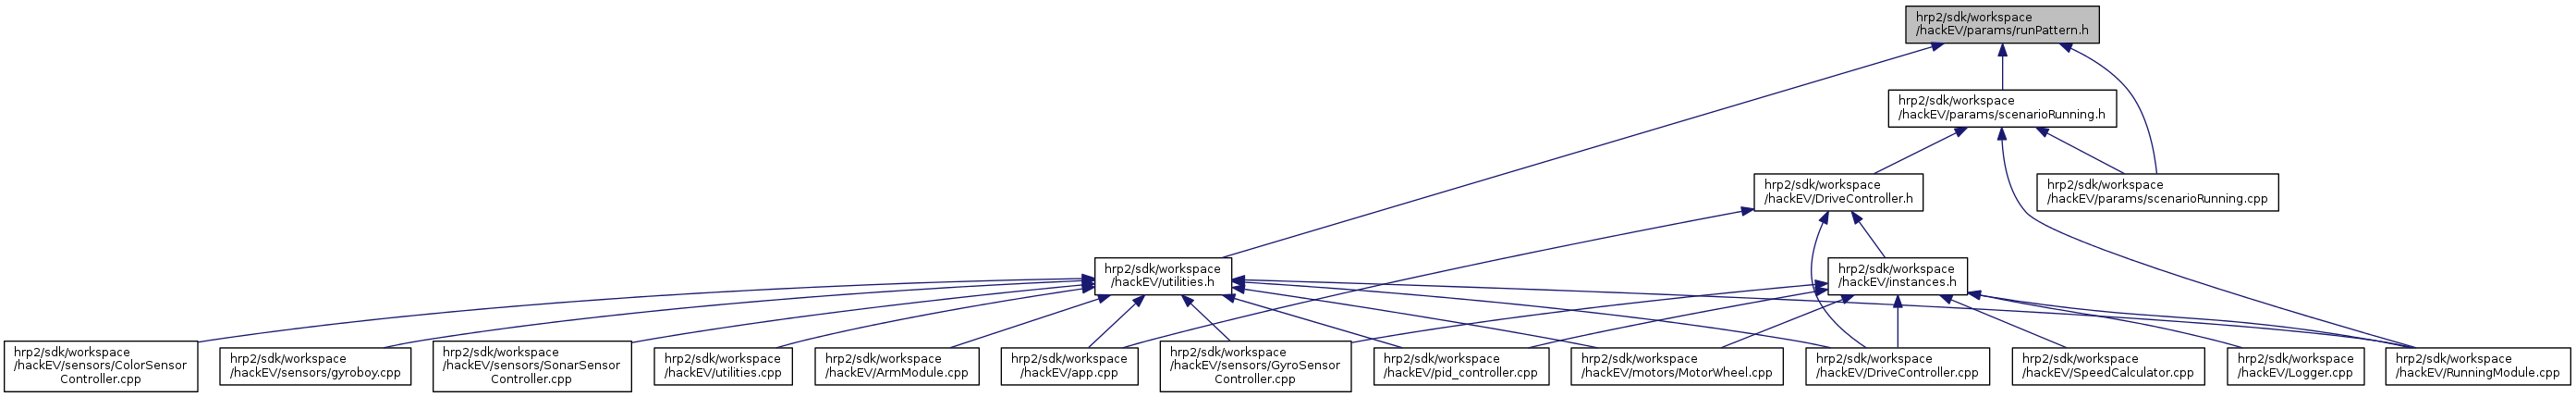 hrp2/sdk/workspace
/hackEV/params/runPattern.h
hrp2/sdk/workspace
/hackEV/params/scenarioRunning.h
hrp2/sdk/workspace
/hackEV/DriveController.h
hrp2/sdk/workspace
/hackEV/params/scenarioRunning.cpp
hrp2/sdk/workspace
/hackEV/utilities.h
hrp2/sdk/workspace
/hackEV/instances.h
hrp2/sdk/workspace
/hackEV/sensors/ColorSensor
Controller.cpp
hrp2/sdk/workspace
/hackEV/sensors/gyroboy.cpp
hrp2/sdk/workspace
/hackEV/sensors/SonarSensor
Controller.cpp
hrp2/sdk/workspace
/hackEV/utilities.cpp
hrp2/sdk/workspace
/hackEV/ArmModule.cpp
hrp2/sdk/workspace
/hackEV/app.cpp
hrp2/sdk/workspace
/hackEV/sensors/GyroSensor
Controller.cpp
hrp2/sdk/workspace
/hackEV/pid_controller.cpp
hrp2/sdk/workspace
/hackEV/motors/MotorWheel.cpp
hrp2/sdk/workspace
/hackEV/DriveController.cpp
hrp2/sdk/workspace
/hackEV/SpeedCalculator.cpp
hrp2/sdk/workspace
/hackEV/Logger.cpp
hrp2/sdk/workspace
/hackEV/RunningModule.cpp